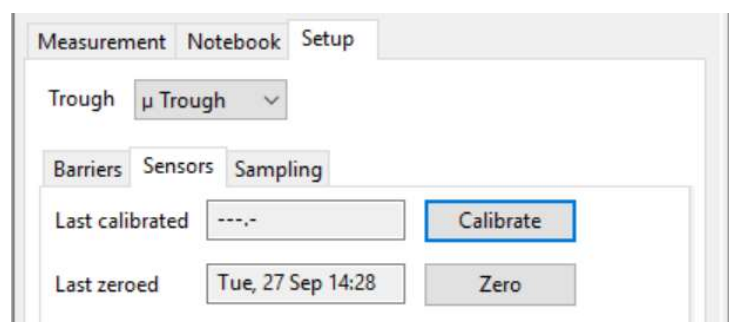 Measurement Notebook Setup
Trough μ Trough
Barriers Sensors Sampling
Last calibrated ---.- Calibrate
Last zeroed Tue, 27 Sep 14:28 Zero